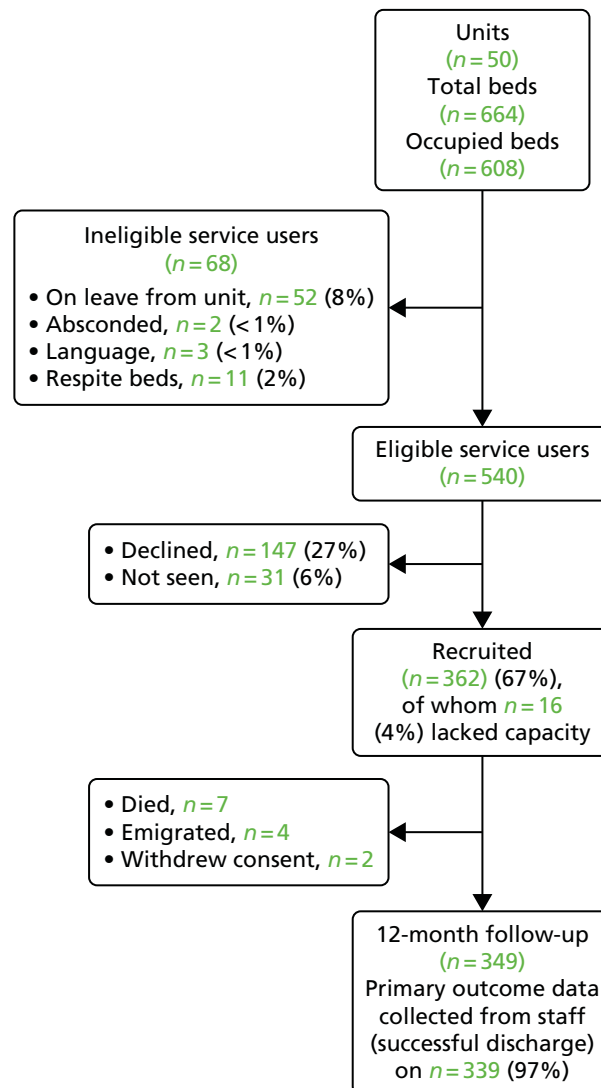 Units
(n=50)
Total beds
(n=664)
Occupied beds
(n=608)
Ineligible service users
(n=68)
• On leave from unit, n=52 (8%)
• Absconded, n=2 (<1%)
• Language, n=3 (<1%)
• Respite beds, n=11 (2%)
Eligible service users
(n=540)
• Declined, n=147 (27%)
• Not seen, n=31 (6%)
Recruited
(n=362) (67%),
of whom n=16
(4%) lacked capacity
• Died, n=7
• Emigrated, n=4
• Withdrew consent, n=2
12-month follow-up
(n=349)
Primary outcome data
collected from staff
(successful discharge)
on n=339 (97%)